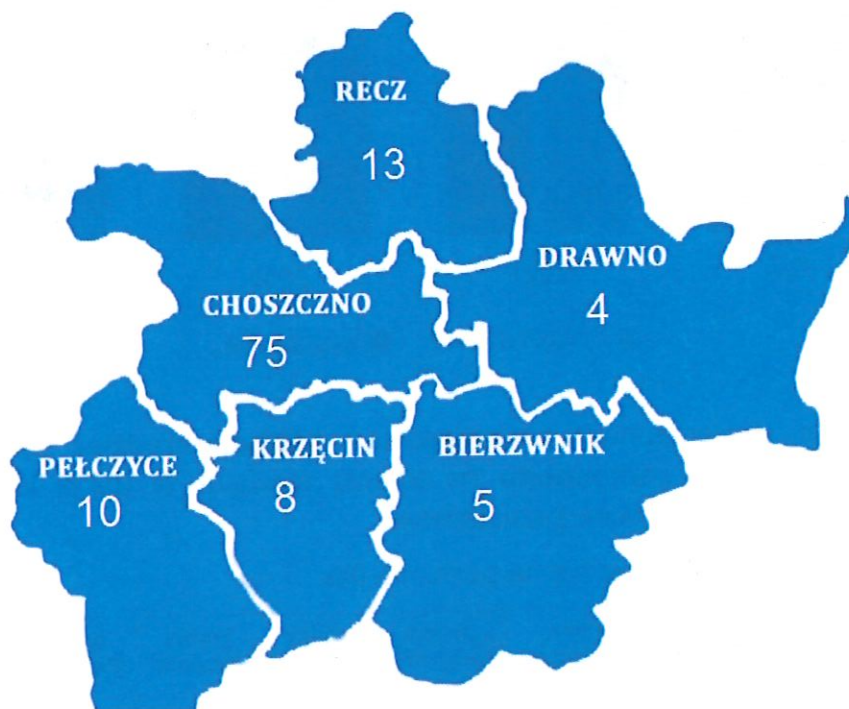 RECZ
13
DRAWNO
4
CHOSZCZNO
75
PEŁCZYCE
10
KRZĘCIN
8
BIERZWNIK
5